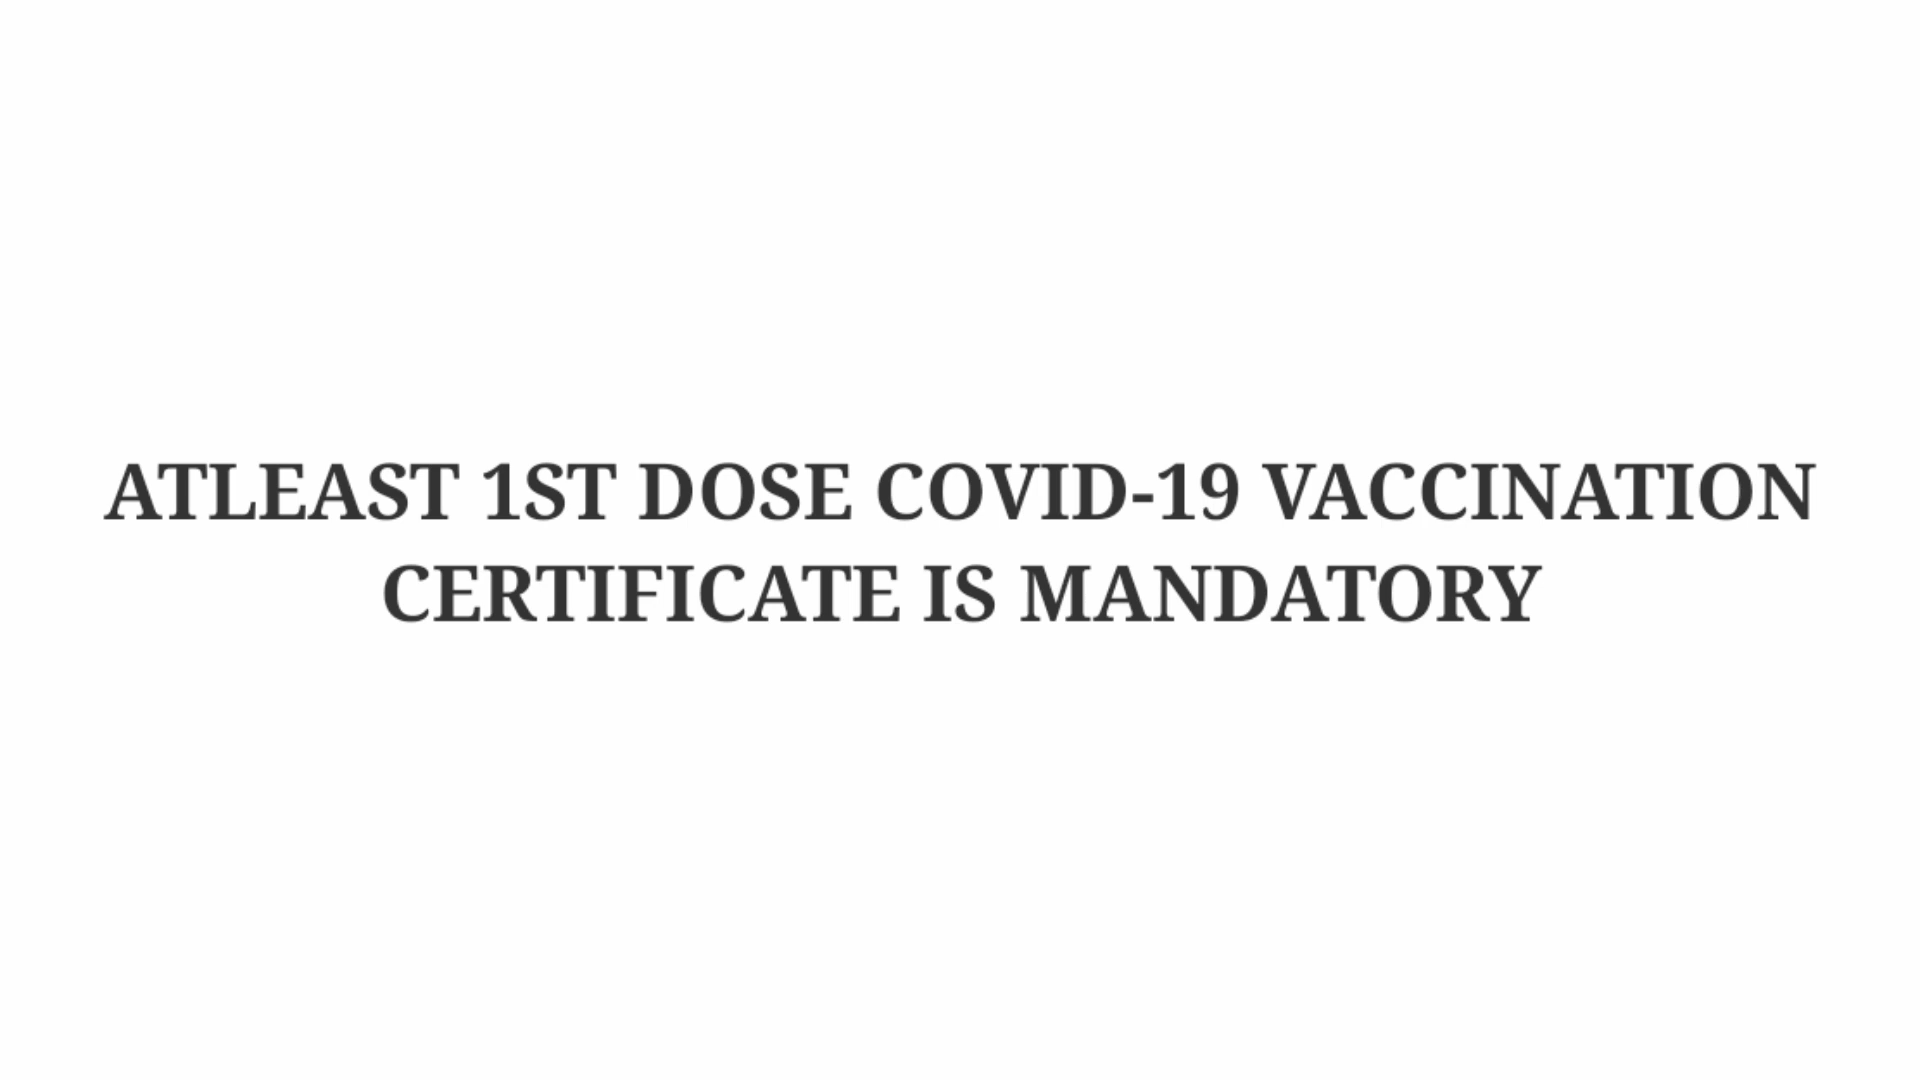 ATLEAST 1ST DOSE COVID-19 VACCINATION
CERTIFICATE IS MANDATORY